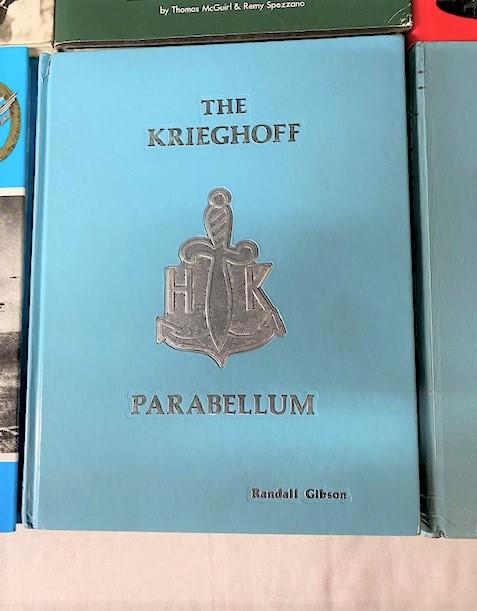 by Thomas McGuirl & Remy Spezzano
THE
KRIEGHOFF
H K
PARABELLUM
Randall Gibson